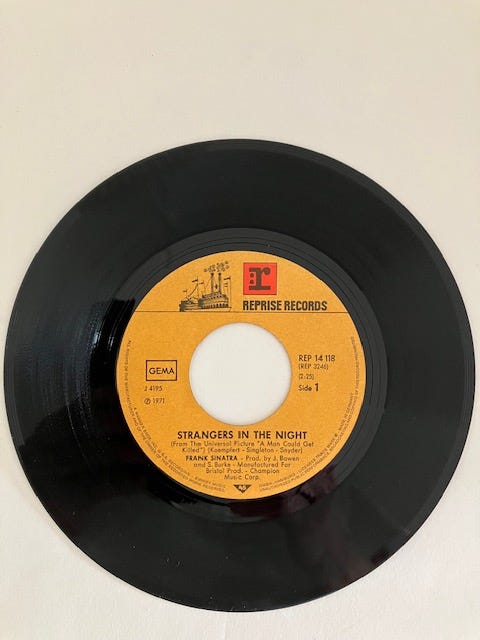 r
REPRISE RECORDS
GEMA
J 4195
℗ 1971
REP 14 118
(REP 3246)
(2:25)
Side 1
STRANGERS IN THE NIGHT
(From The Universal Picture "A Man Could Get
Killed") (Kaempfert - Singleton - Snyder)
FRANK SINATRA - Prod. by J. Bowen
and S. Burke - Manufactured For
Bristol Prod. - Champion
Music Corp.